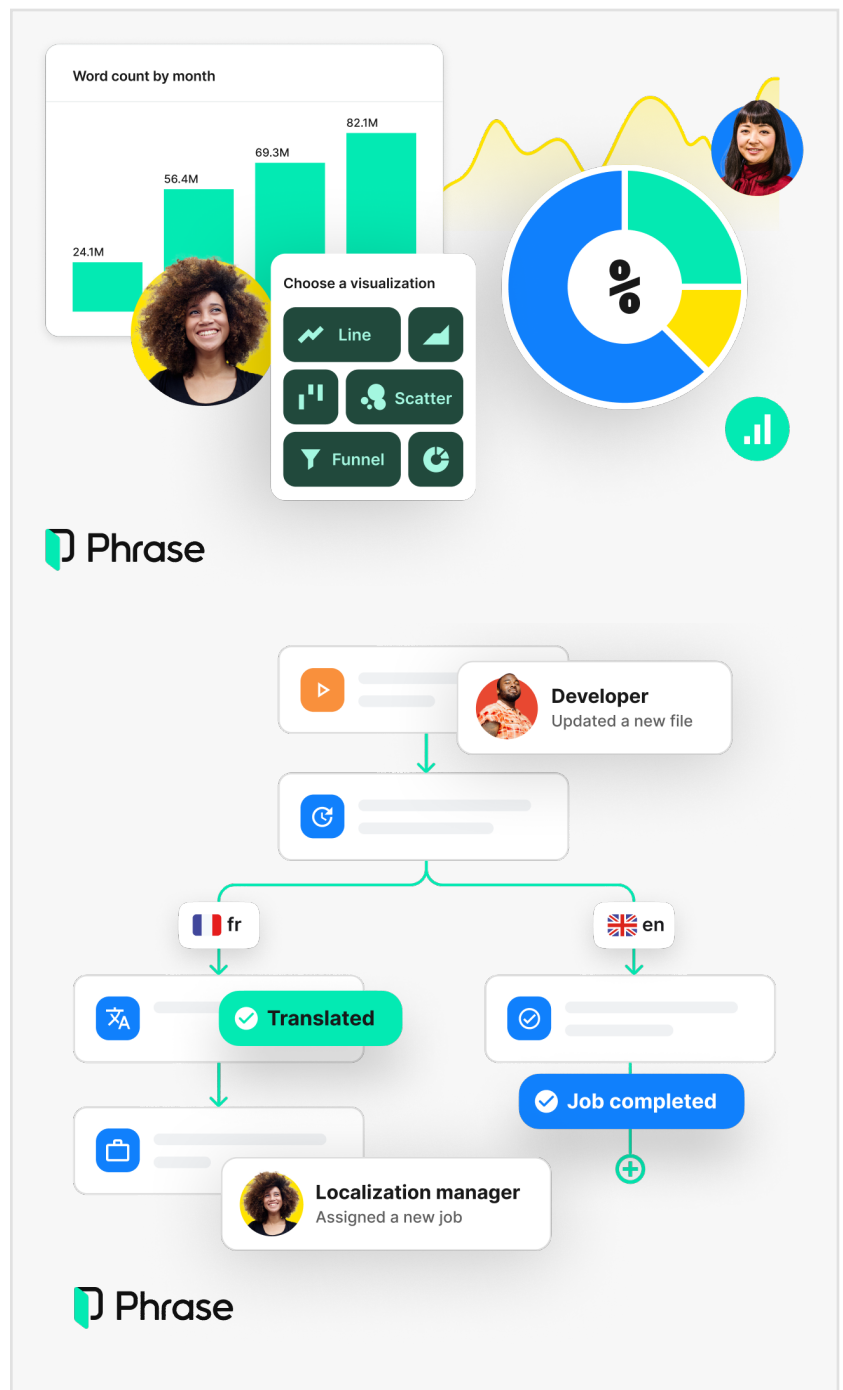 Word count by month
82.1M
69.3M
56.4M
24.1M
Choose a visualization
Line
Scatter
Funnel
%
Phrase
Developer
Updated a new file
fr
en
Translated
Job completed
Localization manager
Assigned a new job
Phrase